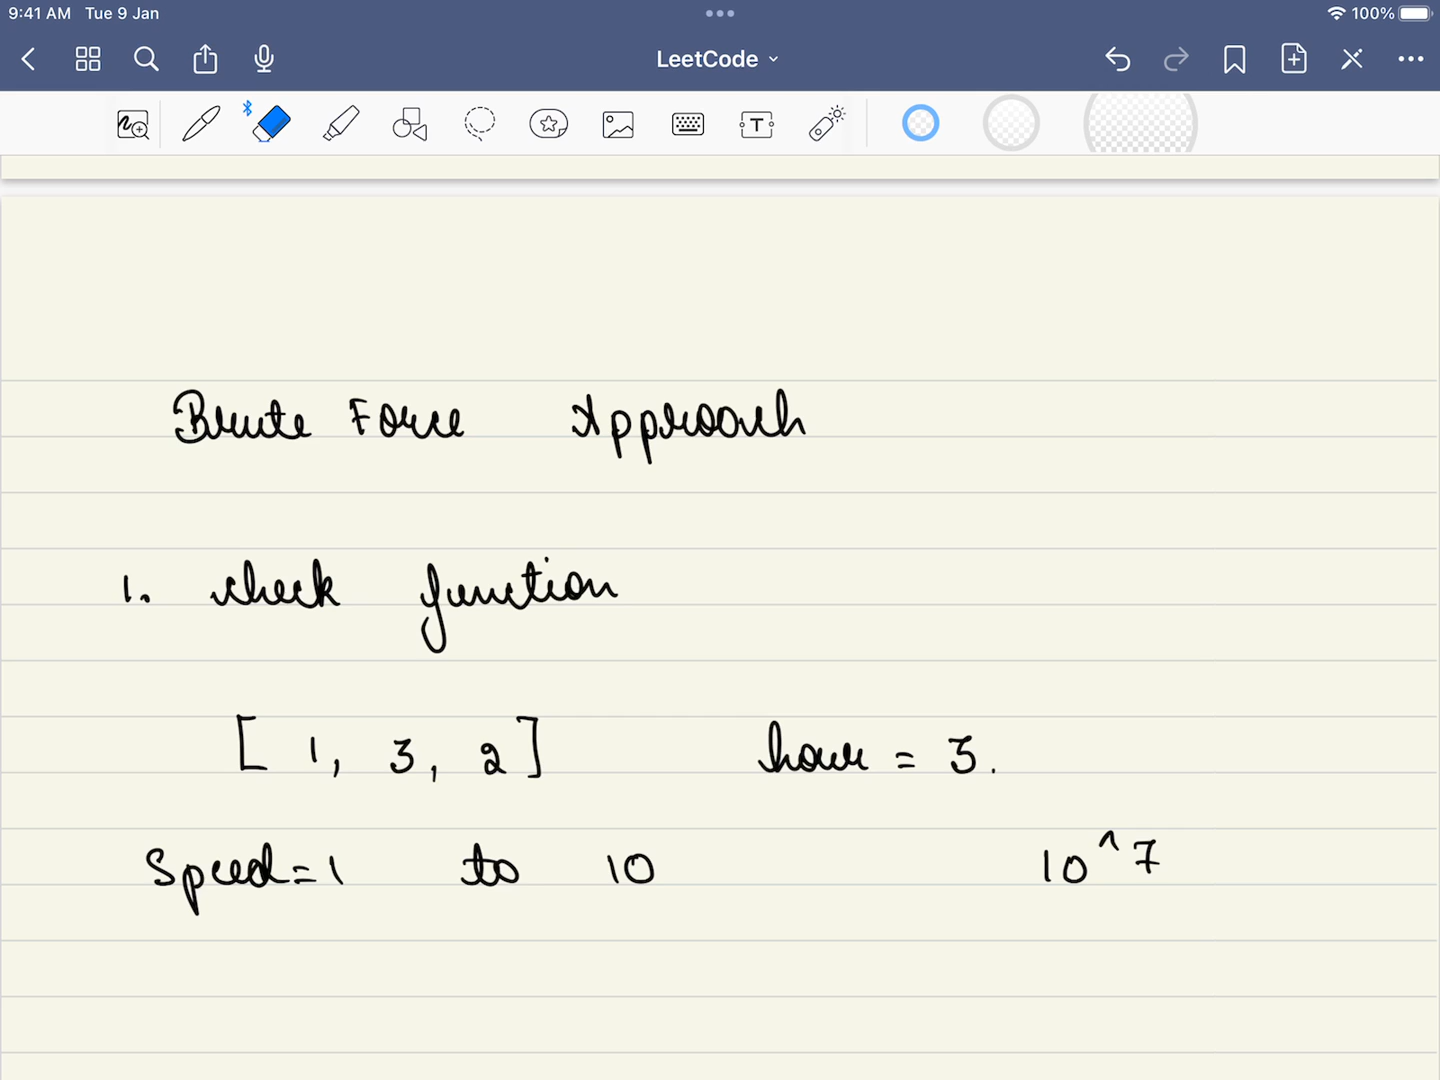 9:41 AM Tue 9 Jan 100%
LeetCode
T
Brute Force Approach
1. check function
[ 1, 3, 2 ] hour = 3.
Speed = 1 to 10 10^7